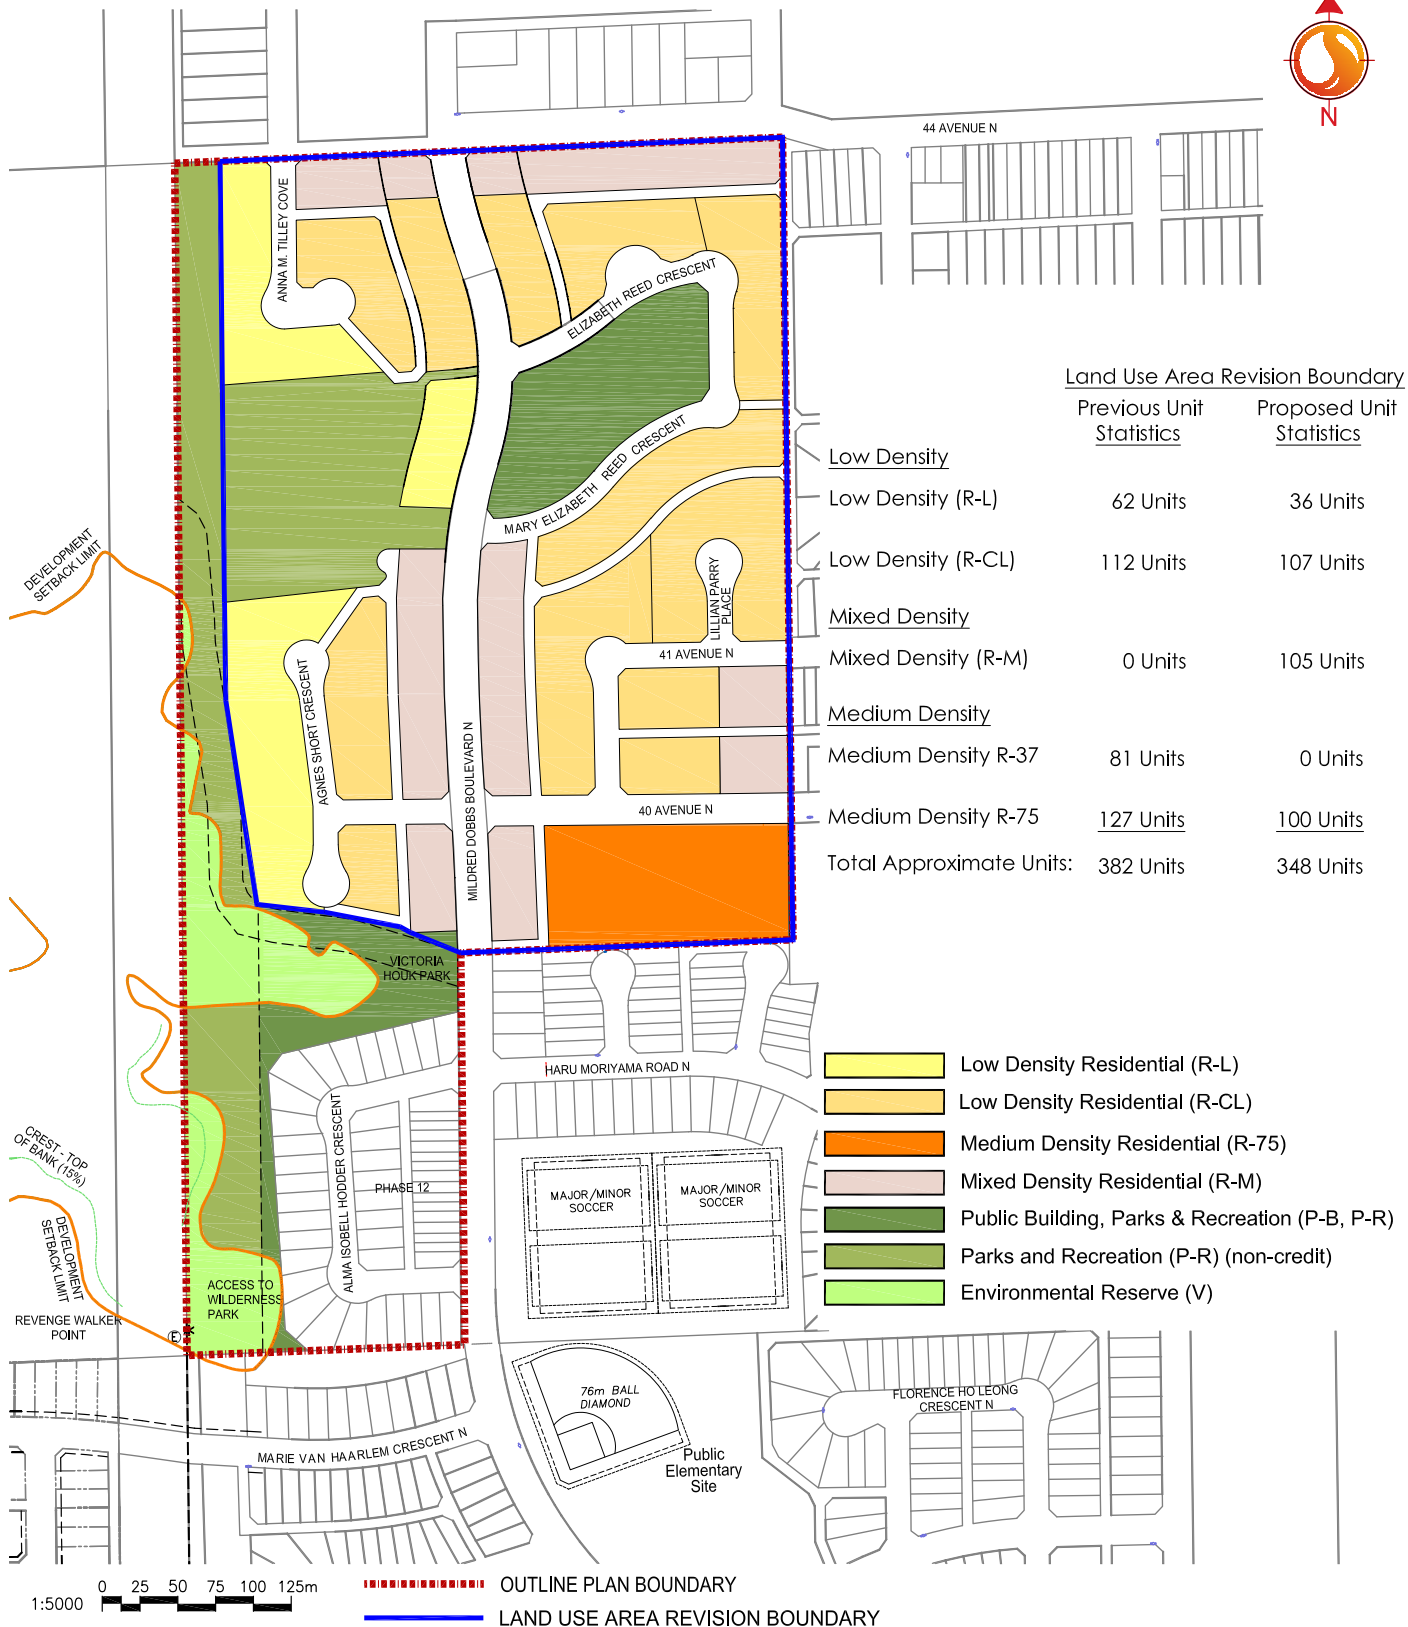 N
44 AVENUE N
ANNA M. TILLEY COVE
ELIZABETH REED CRESCENT
MARY ELIZABETH REED CRESCENT
DEVELOPMENT
SETBACK LIMIT
LILLIAN PARRY
PLACE
41 AVENUE N
AGNES SHORT CRESCENT
MILDRED DOBBS BOULEVARD N
40 AVENUE N
Land Use Area Revision Boundary
Previous Unit Proposed Unit
Statistics Statistics
Low Density
Low Density (R-L) 62 Units 36 Units
Low Density (R-CL) 112 Units 107 Units
Mixed Density
Mixed Density (R-M) 0 Units 105 Units
Medium Density
Medium Density R-37 81 Units 0 Units
Medium Density R-75 127 Units 100 Units
Total Approximate Units: 382 Units 348 Units
VICTORIA
HOUK PARK
HARU MORIYAMA ROAD N
ALMA ISOBELL HODDER CRESCENT
PHASE 12
CREST - TOP
OF BANK (15%)
DEVELOPMENT
SETBACK LIMIT
REVENGE WALKER
POINT
E
ACCESS TO
WILDERNESS
PARK
MAJOR/MINOR
SOCCER
MAJOR/MINOR
SOCCER
Low Density Residential (R-L)
Low Density Residential (R-CL)
Medium Density Residential (R-75)
Mixed Density Residential (R-M)
Public Building, Parks & Recreation (P-B, P-R)
Parks and Recreation (P-R) (non-credit)
Environmental Reserve (V)
76m BALL
DIAMOND
Public
Elementary
Site
FLORENCE HO LEONG
CRESCENT N
MARIE VAN HAARLEM CRESCENT N
1:5000
0 25 50 75 100 125m
OUTLINE PLAN BOUNDARY
LAND USE AREA REVISION BOUNDARY